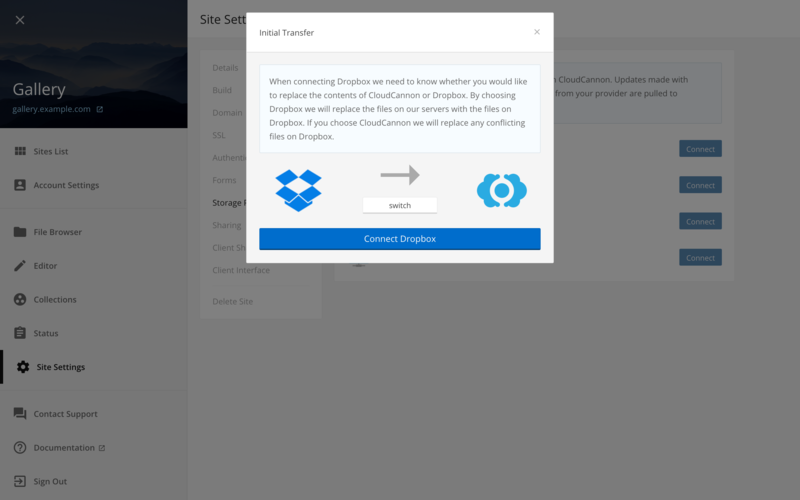 Gallery
gallery.example.com
Sites List
Account Settings
File Browser
Editor
Collections
Status
Site Settings
Contact Support
Documentation
Sign Out
Site Sett
Details
Build
Domain
SSL
Authenti
Forms
Storage
Sharing
Client Sh
Client Interface
Delete Site
CloudCannon. Updates made with
from your provider are pulled to
Connect
Connect
Connect
Connect
Initial Transfer
×
When connecting Dropbox we need to know whether you would like
to replace the contents of CloudCannon or Dropbox. By choosing
Dropbox we will replace the files on our servers with the files on
Dropbox. If you choose CloudCannon we will replace any conflicting
files on Dropbox.
switch
Connect Dropbox